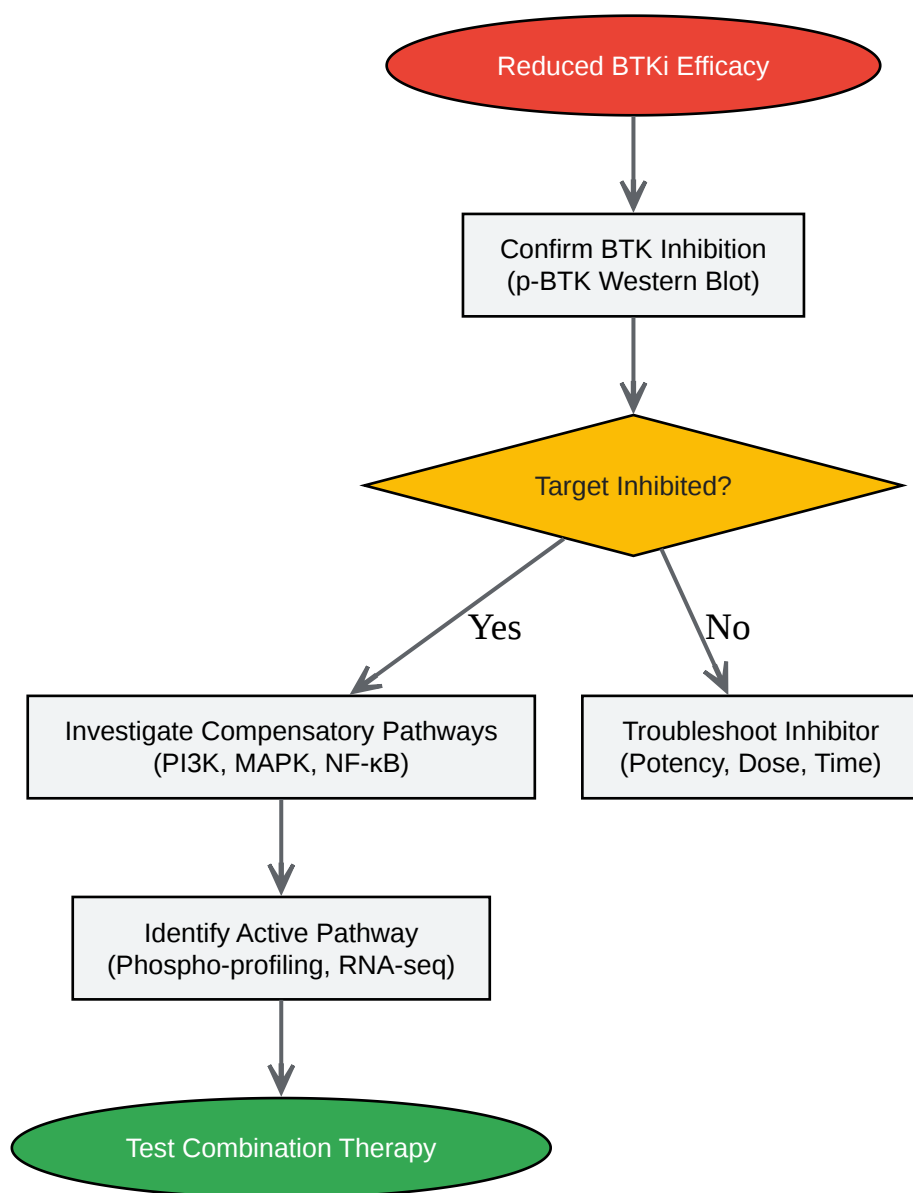 Reduced BTKi Efficacy
Confirm BTK Inhibition
(p-BTK Western Blot)
Target Inhibited?
Yes
No
Investigate Compensatory Pathways
(PI3K, MAPK, NF-κB)
Troubleshoot Inhibitor
(Potency, Dose, Time)
Identify Active Pathway
(Phospho-profiling, RNA-seq)
Test Combination Therapy